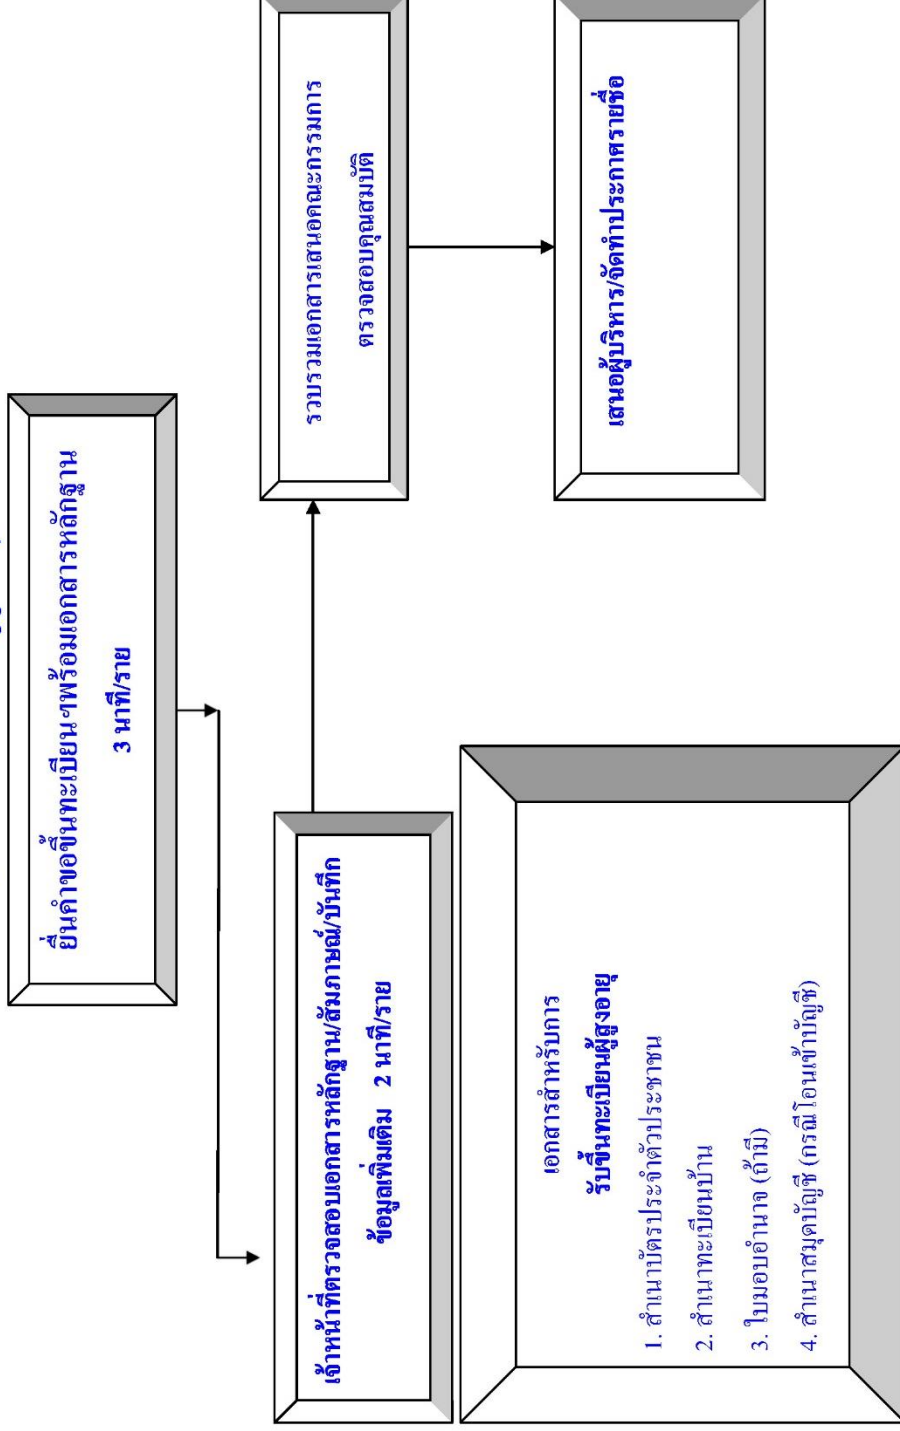 ยื่นคำขอขึ้นทะเบียนฯพร้อมเอกสารหลักฐาน
3 นาที/ราย
เจ้าหน้าที่ตรวจสอบเอกสารหลักฐาน/สัมภาษณ์/บันทึก
ข้อมูลเพิ่มเติม 2 นาที/ราย
รวบรวมเอกสารเสนอคณะกรรมการ
ตรวจสอบคุณสมบัติ
เสนอผู้บริหาร/จัดทำประกาศรายชื่อ
เอกสารสำหรับการ
รับขึ้นทะเบียนผู้สูงอายุ
1. สำเนาบัตรประจำตัวประชาชน
2. สำเนาทะเบียนบ้าน
3. ใบมอบอำนาจ (ถ้ามี)
4. สำเนาสมุดบัญชี (กรณีโอนเข้าบัญชี)